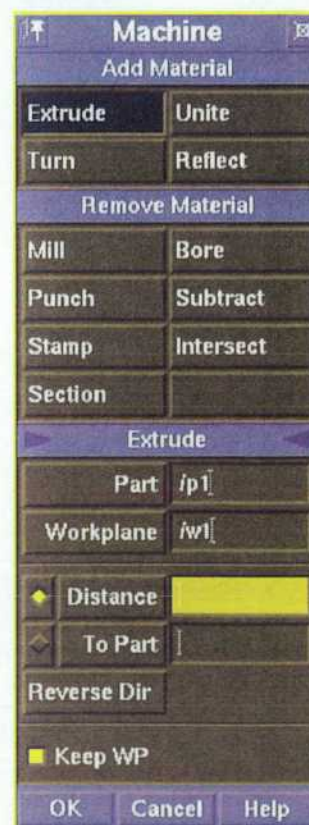 Machine
Add Material
Extrude Unite
Turn Reflect
Remove Material
Mill Bore
Punch Subtract
Stamp Intersect
Section
Extrude
Part /p1
Workplane /w1
Distance
To Part
Reverse Dir
Keep WP
OK Cancel Help